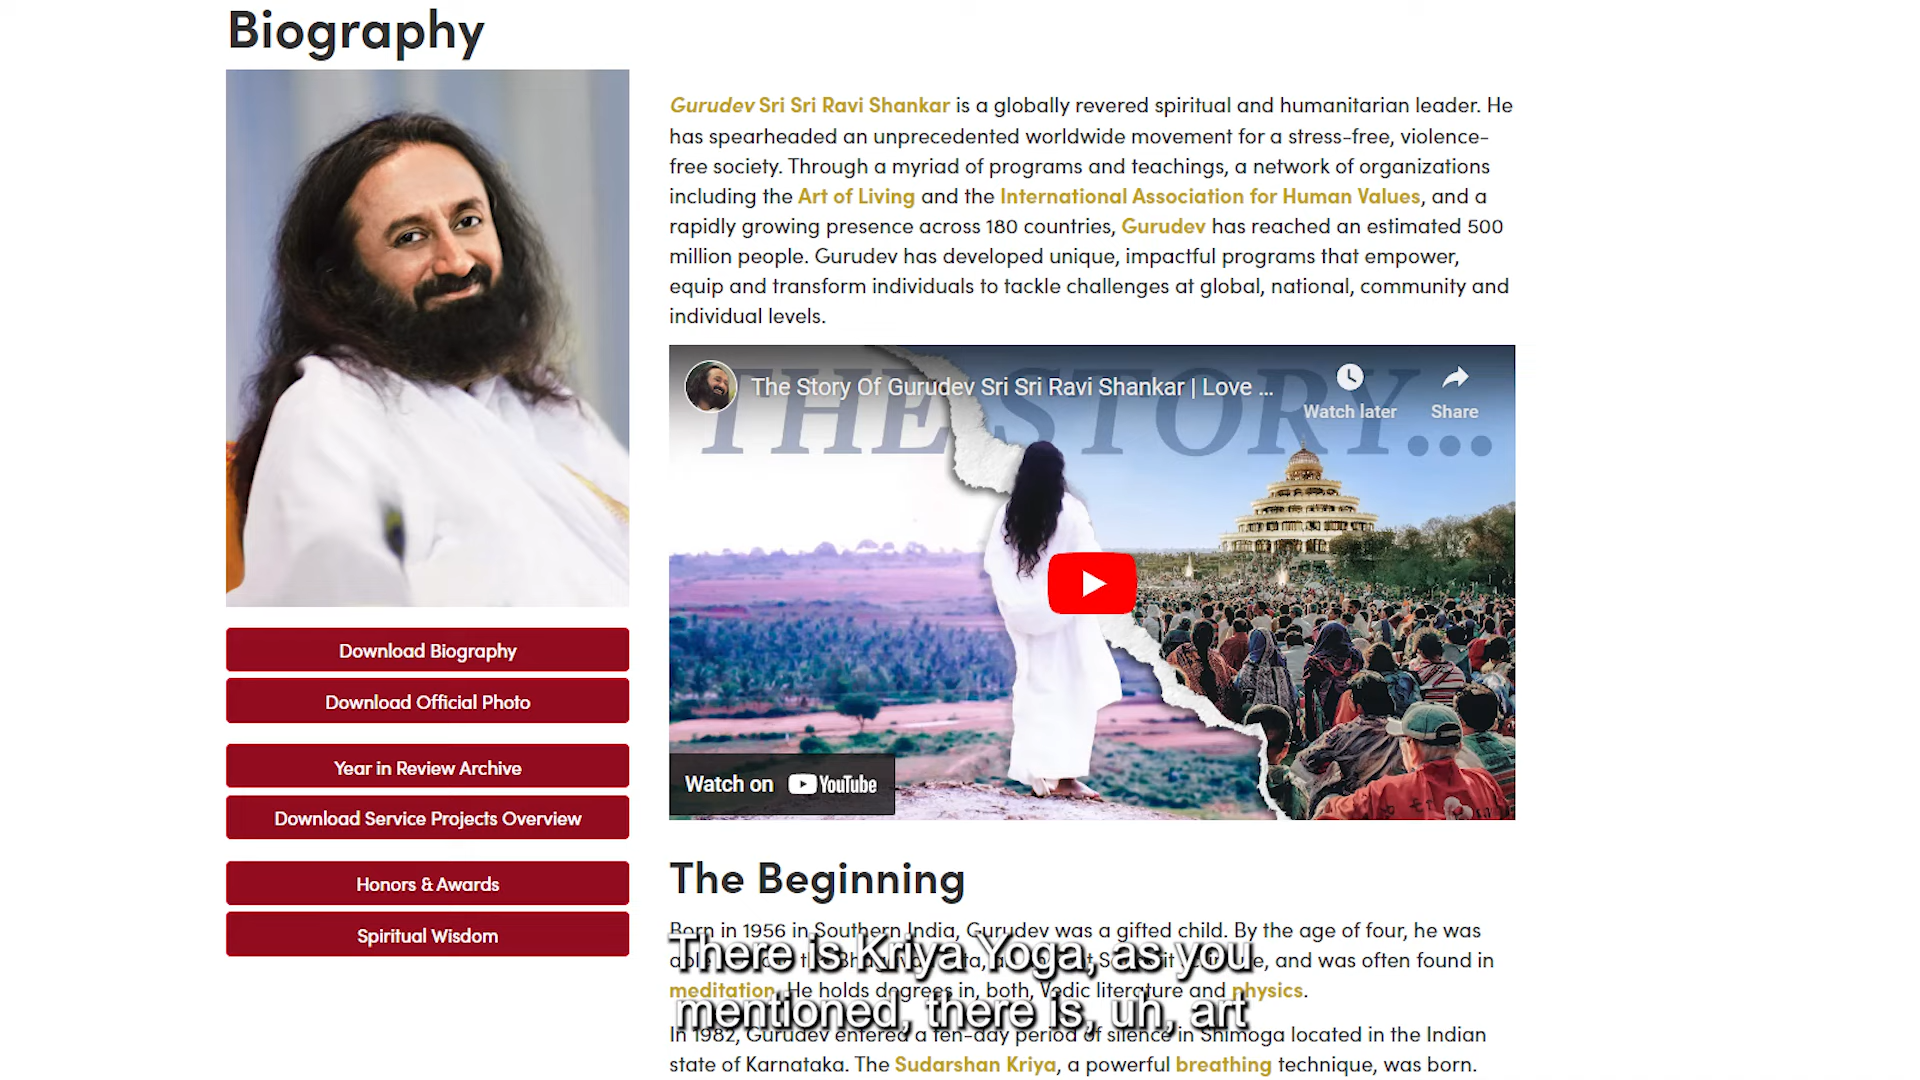 Biography
Gurudev Sri Sri Ravi Shankar is a globally revered spiritual and humanitarian leader. He
has spearheaded an unprecedented worldwide movement for a stress-free, violence-
free society. Through a myriad of programs and teachings, a network of organizations
including the Art of Living and the International Association for Human Values, and a
rapidly growing presence across 180 countries, Gurudev has reached an estimated 500
million people. Gurudev has developed unique, impactful programs that empower,
equip and transform individuals to tackle challenges at global, national, community and
individual levels.
THE STORY...
The Story Of Gurudev Sri Sri Ravi Shankar | Love ...
Watch later
Share
Watch on YouTube
Download Biography
Download Official Photo
Year in Review Archive
Download Service Projects Overview
Honors & Awards
Spiritual Wisdom
The Beginning
Born in 1956 in Southern India, Gurudev was a gifted child. By the age of four, he was
and was often found in
meditation. He holds degrees in, both, Vedic literature and physics.
In 1982, Gurudev entered a ten-day period of silence in Shimoga located in the Indian
state of Karnataka. The Sudarshan Kriya, a powerful breathing technique, was born.
There is Kriya Yoga, as you
mentioned, there is, uh, art